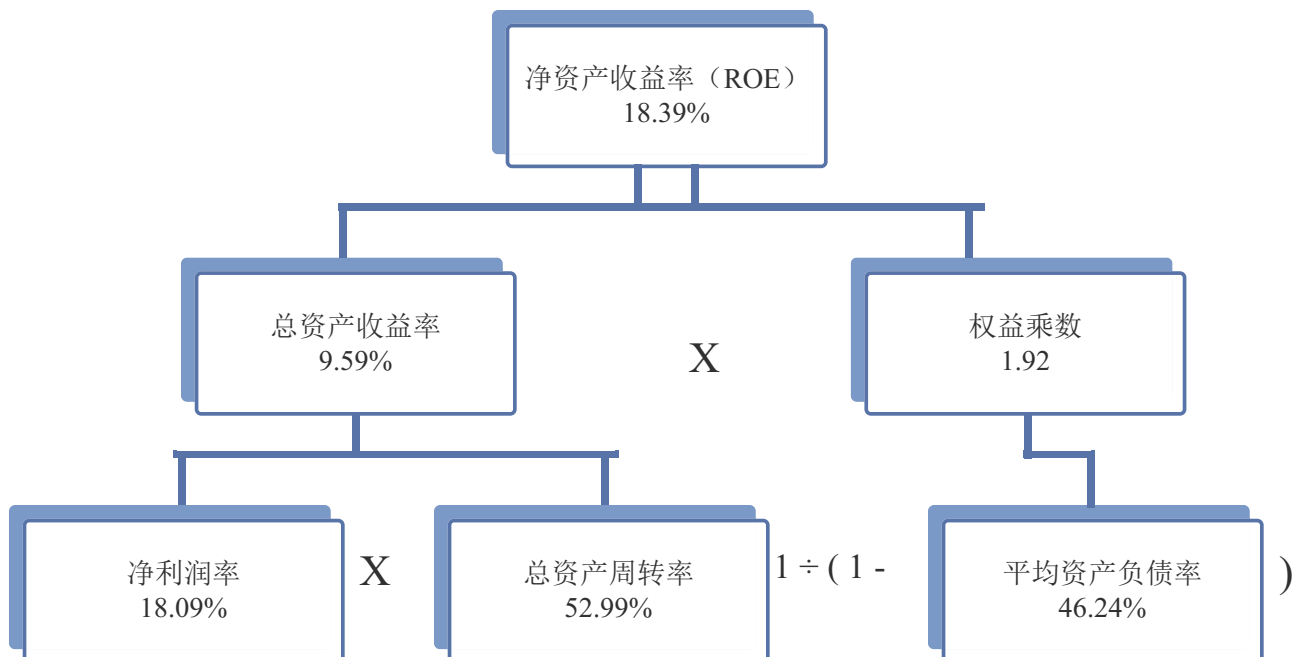 净资产收益率（ROE）
18.39%
总资产收益率
9.59%
X
权益乘数
1.92
净利润率
18.09%
X
总资产周转率
52.99%
1 ÷ ( 1 -
平均资产负债率
46.24%
)